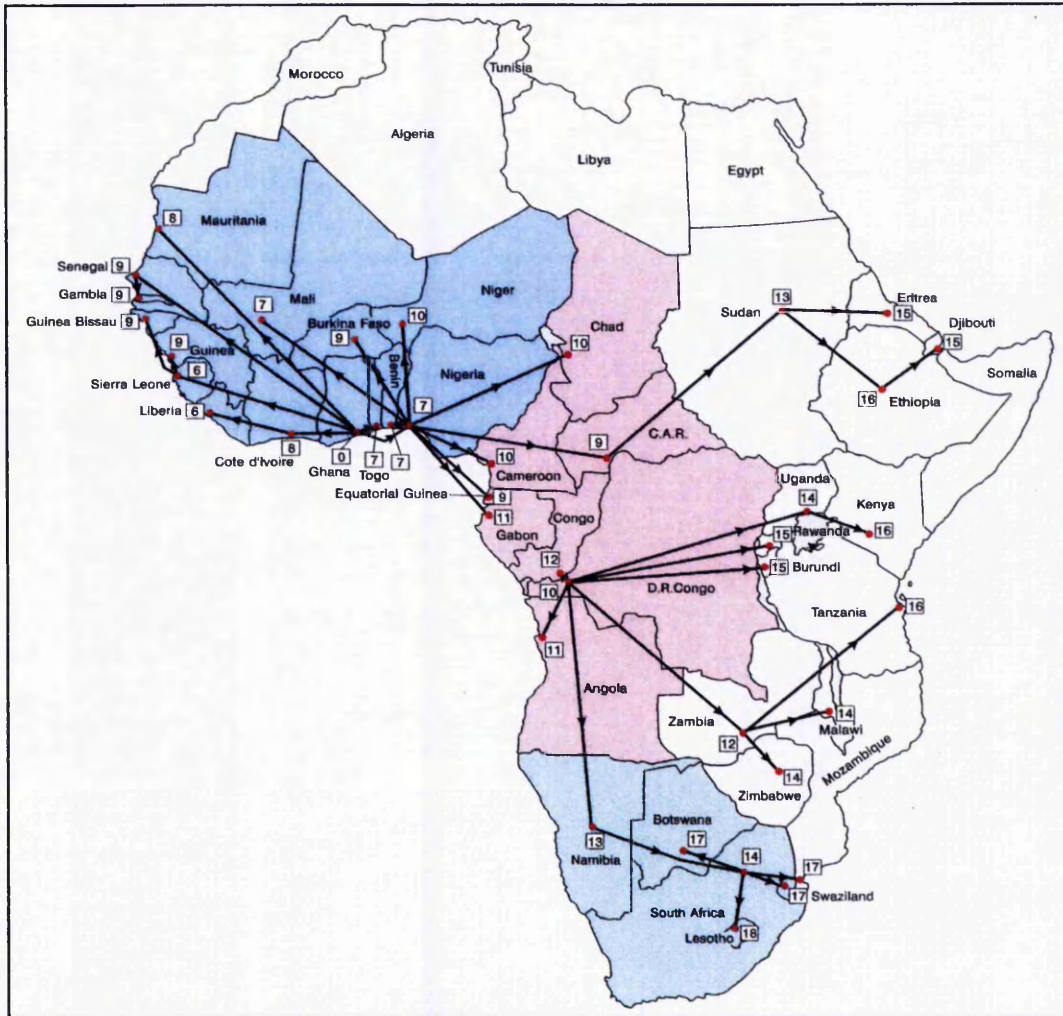 Morocco
Tunisia
Algeria
Libya
Egypt
8
Mauritania
Senegal 9
Mali
Niger
Gambia 9
7
10
13
Eritrea
Guinea Bissau 9
Burkina Faso
9
Chad
Sudan
15
Djibouti
9
Guinea
Benin
Nigeria
10
15
6
Somalia
Sierra Leone
16
Ethiopia
Liberia 6
7
C.A.R.
8
0
7
7
9
Cote d'Ivoire
Ghana
Togo
10
Cameroon
Uganda
Equatorial Guinea
9
14
Kenya
11
Congo
Gabon
15
Rawanda
16
12
15
Burundi
10
D.R.Congo
Tanzania
16
11
Angola
Zambia
14
12
Malawi
14
Mozambique
Zimbabwe
Botswana
13
17
14
Namibia
17
17
Swaziland
South Africa
Lesotho
18